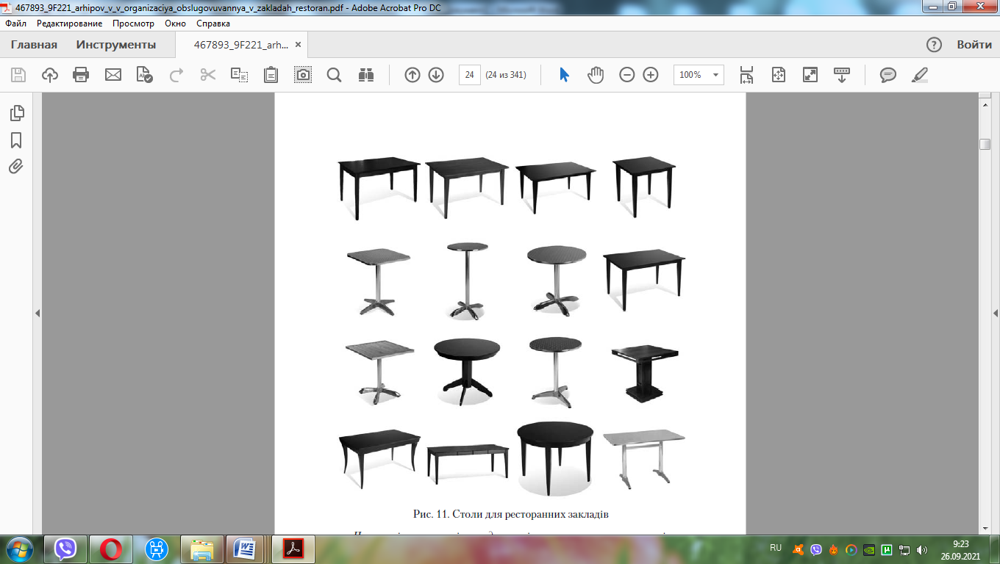 467893_9F221_arhipov_v_v_organizaciya_obslugovuvannya_v_zakladah_restoran.pdf - Adobe Acrobat Pro DC
Файл Редактирование Просмотр Окно Справка
Главная Инструменты 467893_9F221_arh... × Войти
24 (24 из 341) 100%
Рис. 11. Столи для ресторанних закладів
RU 9:23
26.09.2021